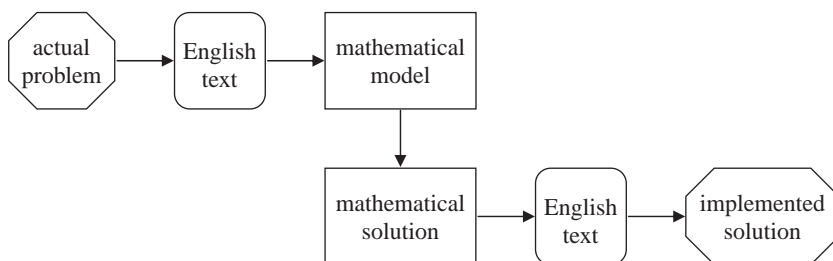 actual
problem
English
text
mathematical
model
mathematical
solution
English
text
implemented
solution